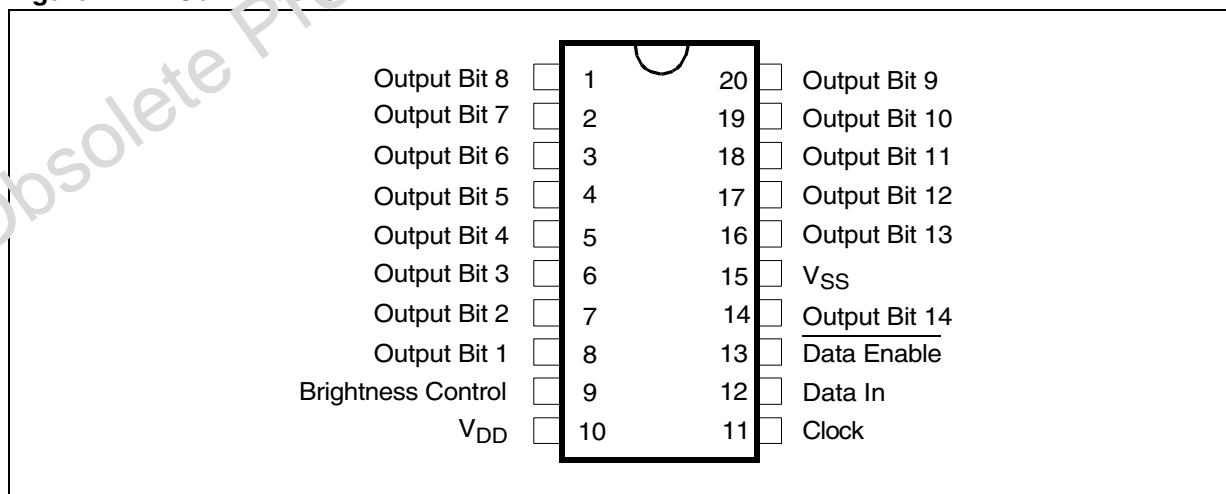 Output Bit 8 1 20 Output Bit 9
Output Bit 7 2 19 Output Bit 10
Output Bit 6 3 18 Output Bit 11
Output Bit 5 4 17 Output Bit 12
Output Bit 4 5 16 Output Bit 13
Output Bit 3 6 15 VSS
Output Bit 2 7 14 Output Bit 14
Output Bit 1 8 13 Data Enable
Brightness Control 9 12 Data In
VDD 10 11 Clock
Obsolete